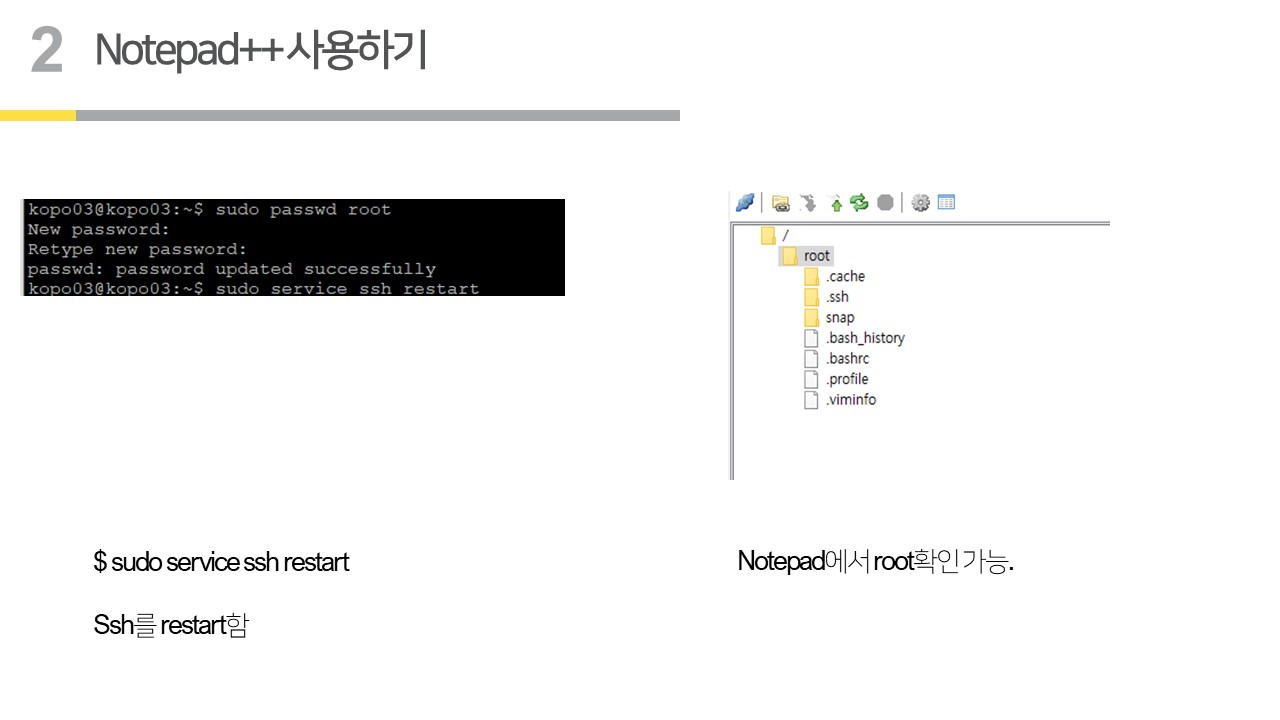 2 Notepad++ 사용하기
kopo03@kopo03:~$ sudo passwd root
New password:
Retype new password:
passwd: password updated successfully
kopo03@kopo03:~$ sudo service ssh restart
/
root
.cache
.ssh
snap
.bash_history
.bashrc
.profile
.viminfo
$ sudo service ssh restart
Ssh를 restart함
Notepad에서 root확인 가능.